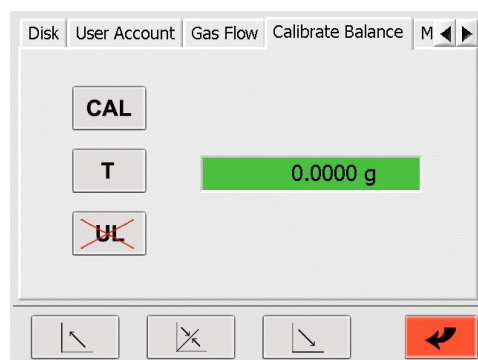 Disk User Account Gas Flow Calibrate Balance M
CAL
T
0.0000 g
UL